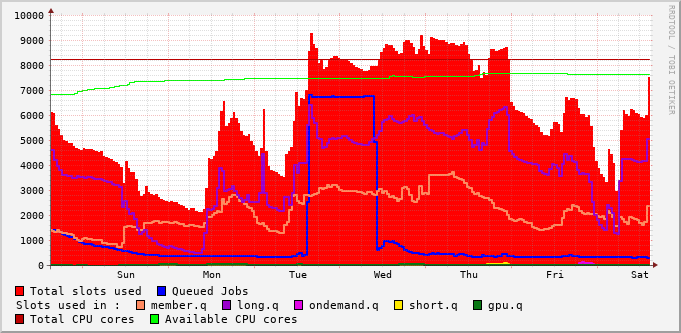 RRDTOOL / TOBI OETIKER
10000
9000
8000
7000
6000
5000
4000
3000
2000
1000
0
Sun Mon Tue Wed Thu Fri Sat
Total slots used Queued Jobs
Slots used in : member.q long.q ondemand.q short.q gpu.q
Total CPU cores Available CPU cores